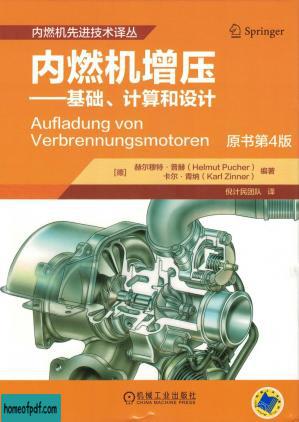 内燃机先进技术译丛
Springer
内燃机增压
——基础、计算和设计
Aufladung von
Verbrennungsmotoren
原书第4版
[德]
赫尔穆特·普赫(Helmut Pucher)
卡尔·青纳(Karl Zinner)
编著
倪计民团队 译
机械工业出版社
CHINA MACHINE PRESS
homeofpdf.com